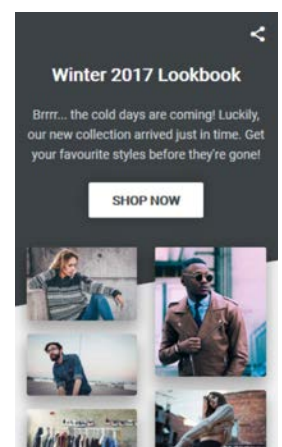 Winter 2017 Lookbook
Brrrr... the cold days are coming! Luckily,
our new collection arrived just in time. Get
your favourite styles before they're gone!
SHOP NOW